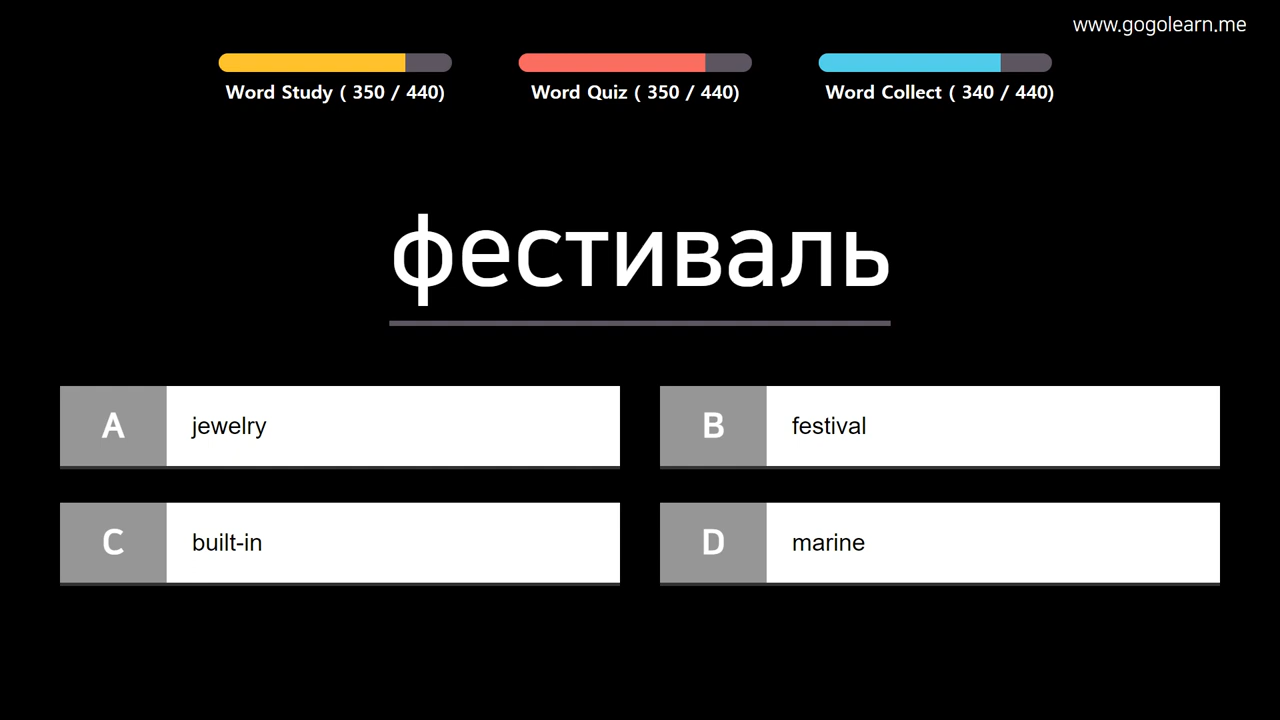 www.gogolearn.me
Word Study ( 350 / 440)
Word Quiz ( 350 / 440)
Word Collect ( 340 / 440)
фестиваль
A jewelry
B festival
C built-in
D marine